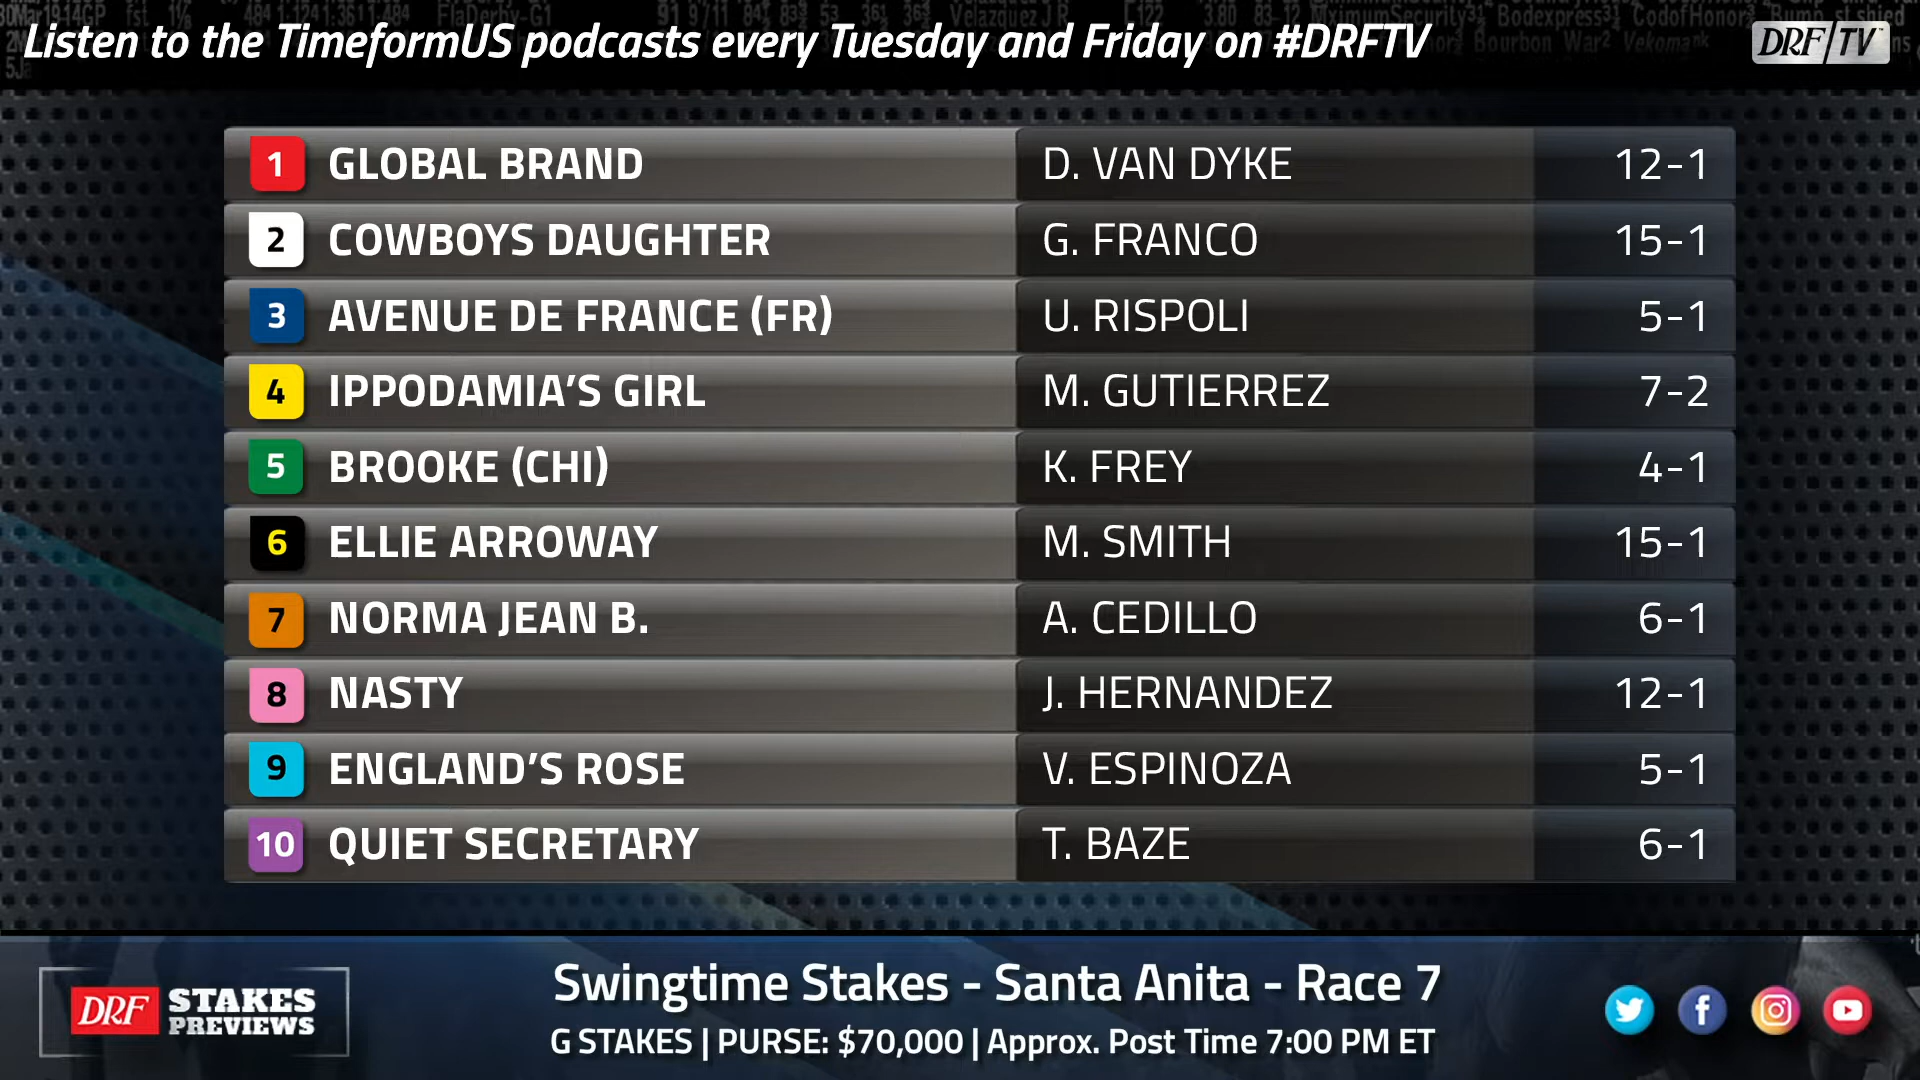 Listen to the TimeformUS podcasts every Tuesday and Friday on #DRFTV
DRF/TV
1 GLOBAL BRAND D. VAN DYKE 12-1
2 COWBOYS DAUGHTER G. FRANCO 15-1
3 AVENUE DE FRANCE (FR) U. RISPOLI 5-1
4 IPPODAMIA'S GIRL M. GUTIERREZ 7-2
5 BROOKE (CHI) K. FREY 4-1
6 ELLIE ARROWAY M. SMITH 15-1
7 NORMA JEAN B. A. CEDILLO 6-1
8 NASTY J. HERNANDEZ 12-1
9 ENGLAND'S ROSE V. ESPINOZA 5-1
10 QUIET SECRETARY T. BAZE 6-1
DRF STAKES PREVIEWS
Swingtime Stakes - Santa Anita - Race 7
G STAKES | PURSE: $70,000 | Approx. Post Time 7:00 PM ET